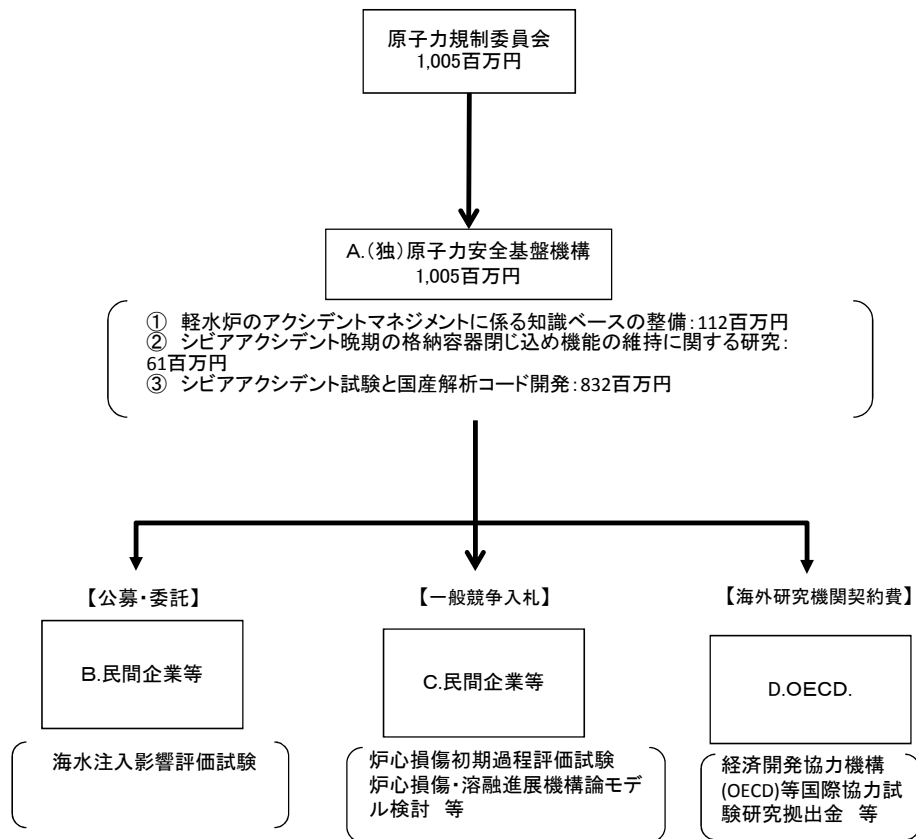 原子力規制委員会
1,005百万円
A.(独)原子力安全基盤機構
1,005百万円
① 軽水炉のアクシデントマネジメントに係る知識ベースの整備:112百万円
② シビアアクシデント晩期の格納容器閉じ込め機能の維持に関する研究:
61百万円
③ シビアアクシデント試験と国産解析コード開発:832百万円
【公募・委託】
【一般競争入札】
【海外研究機関契約費】
B.民間企業等
C.民間企業等
D.OECD.
海水注入影響評価試験
炉心損傷初期過程評価試験
炉心損傷・溶融進展機構論モデ
ル検討 等
経済開発協力機構
(OECD)等国際協力試
験研究拠出金 等